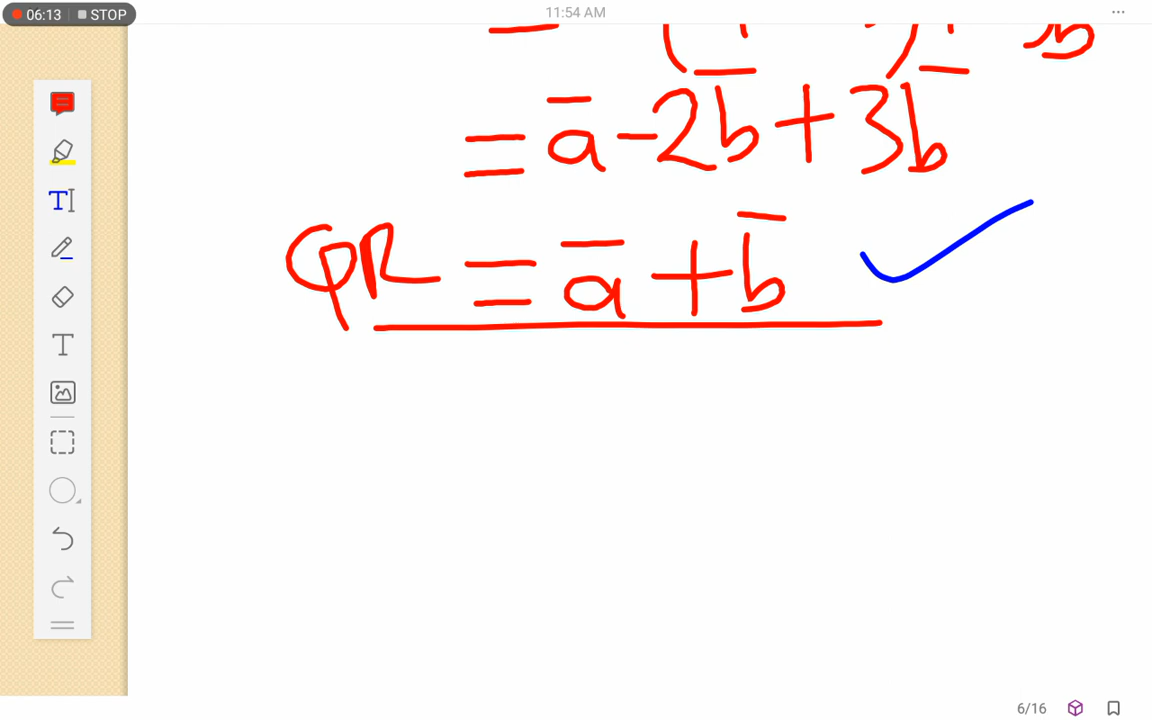 06:13 STOP 11:54 AM
= a̅ - 2b + 3b
QR = a̅ + b̅
T
T
6/16